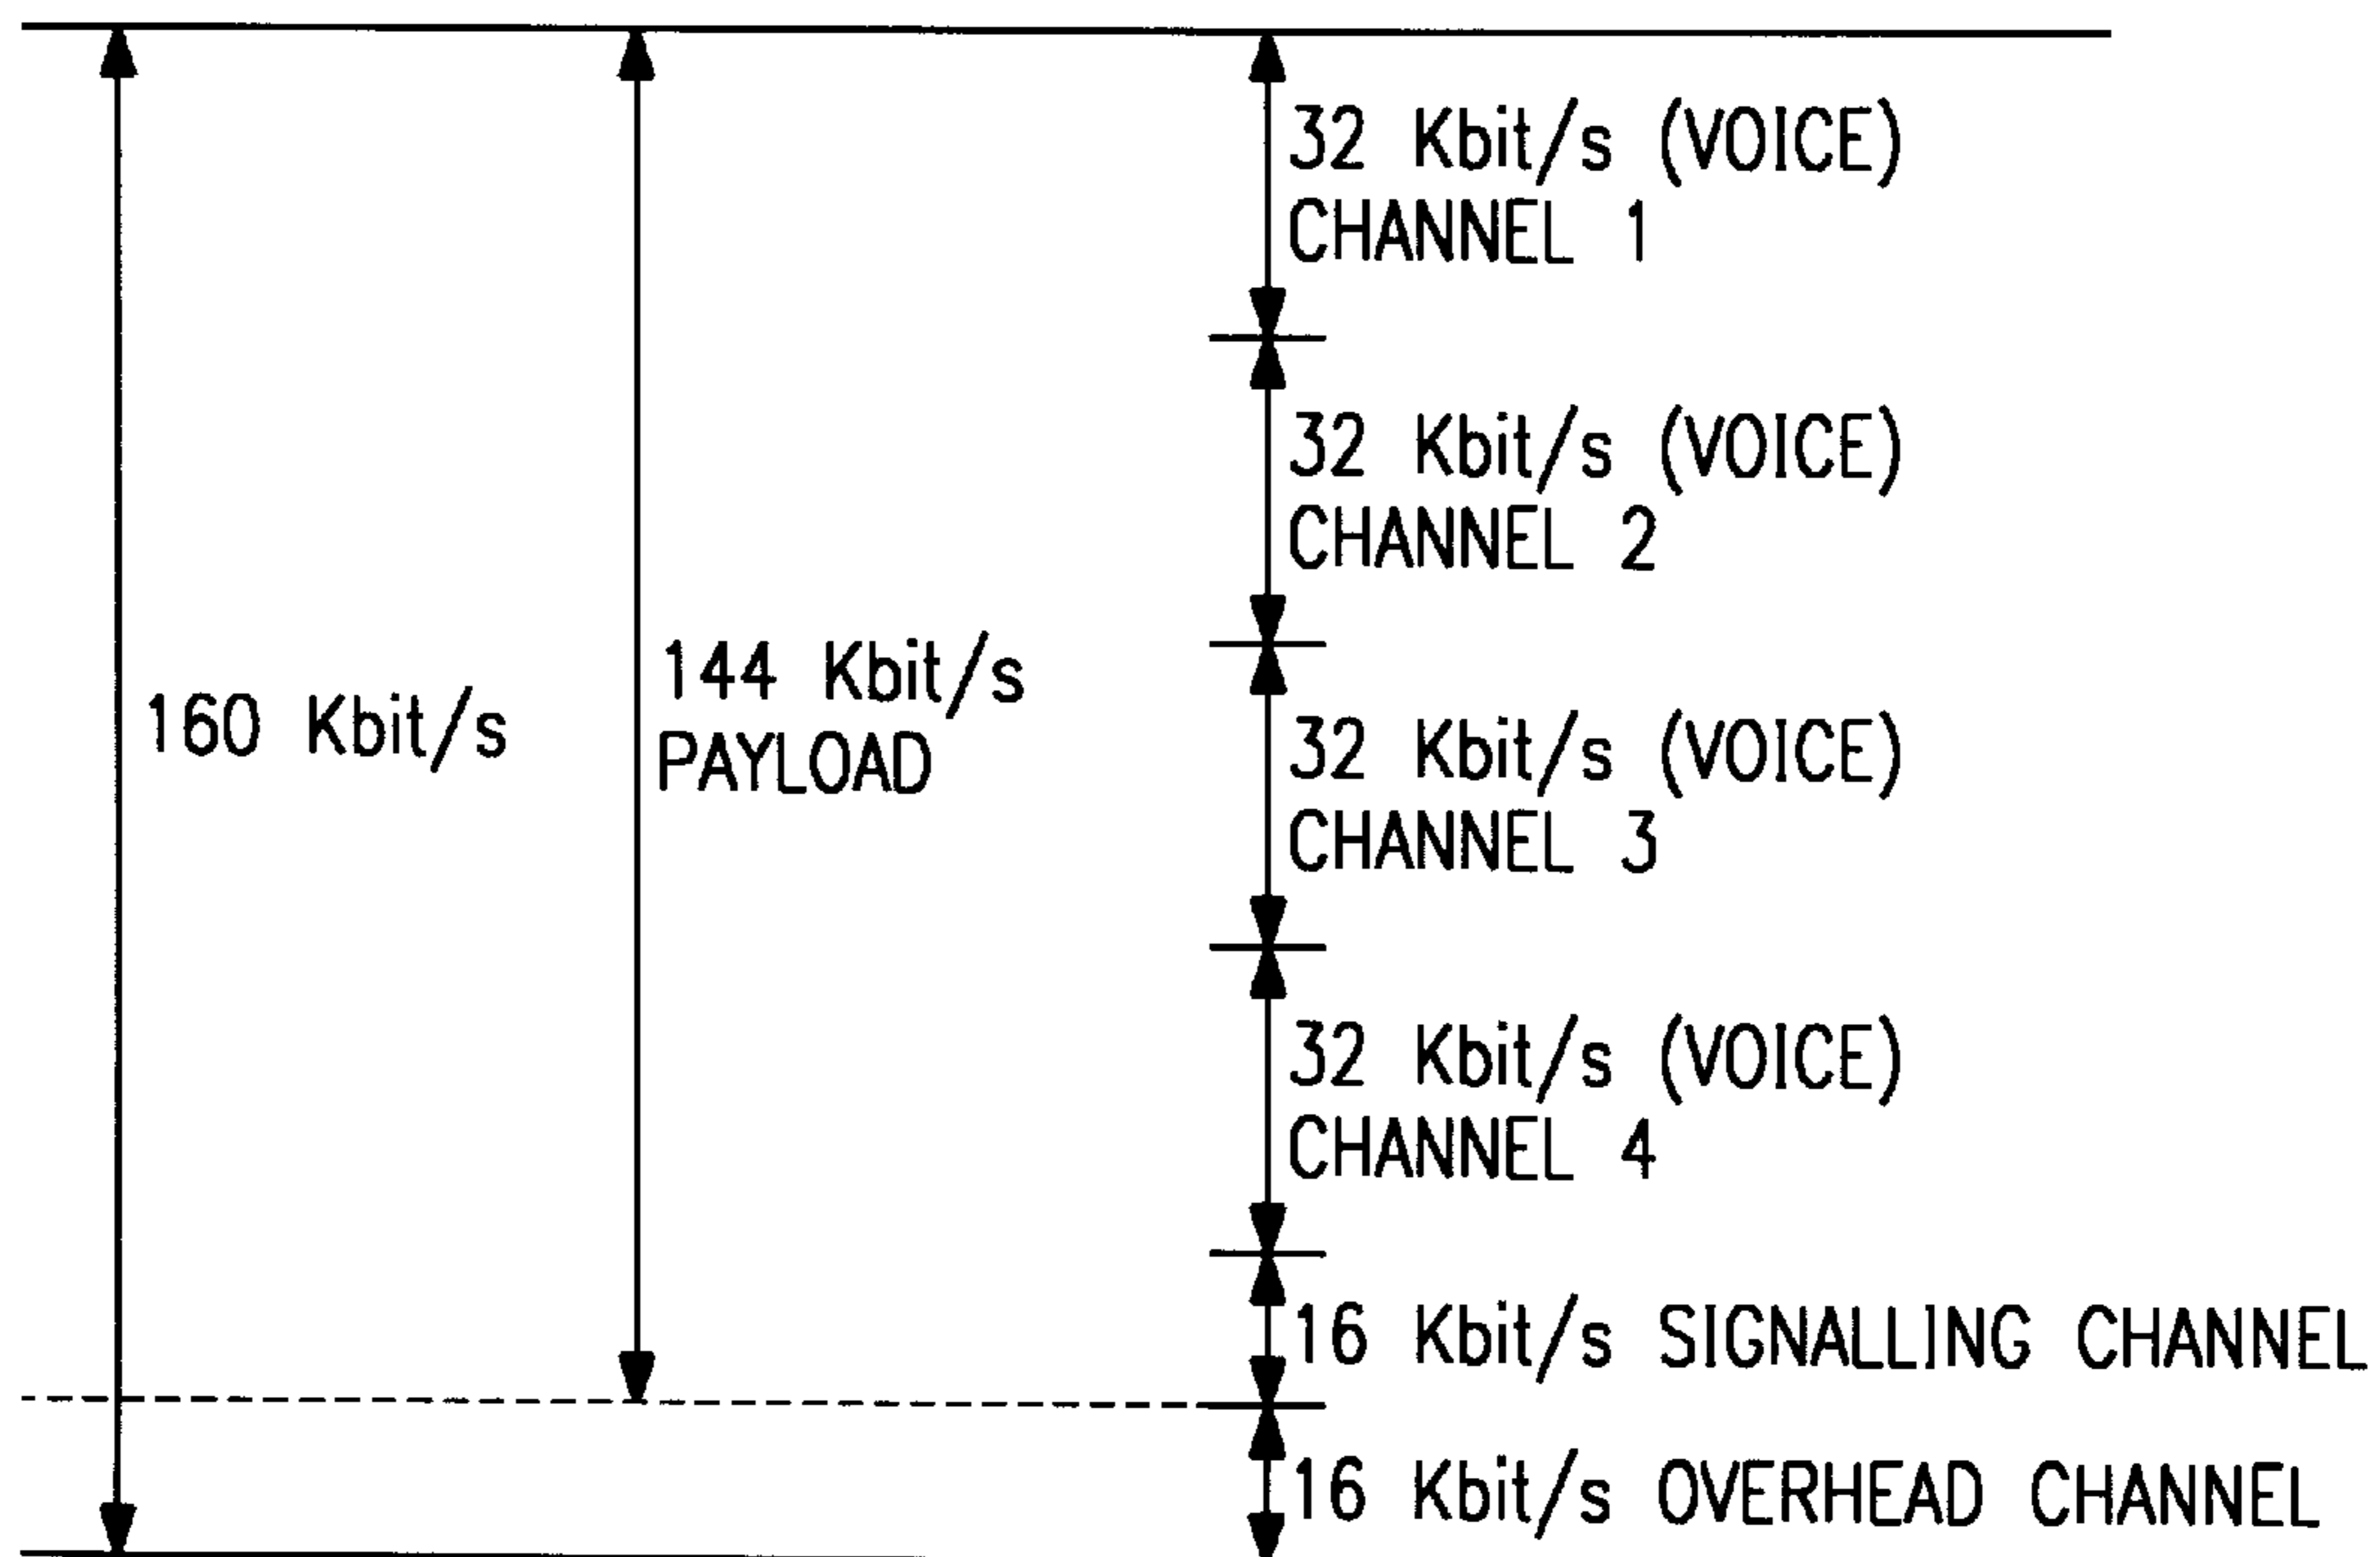 160 Kbit/s
144 Kbit/s
PAYLOAD
32 Kbit/s (VOICE)
CHANNEL 1
32 Kbit/s (VOICE)
CHANNEL 2
32 Kbit/s (VOICE)
CHANNEL 3
32 Kbit/s (VOICE)
CHANNEL 4
16 Kbit/s SIGNALLING CHANNEL
16 Kbit/s OVERHEAD CHANNEL